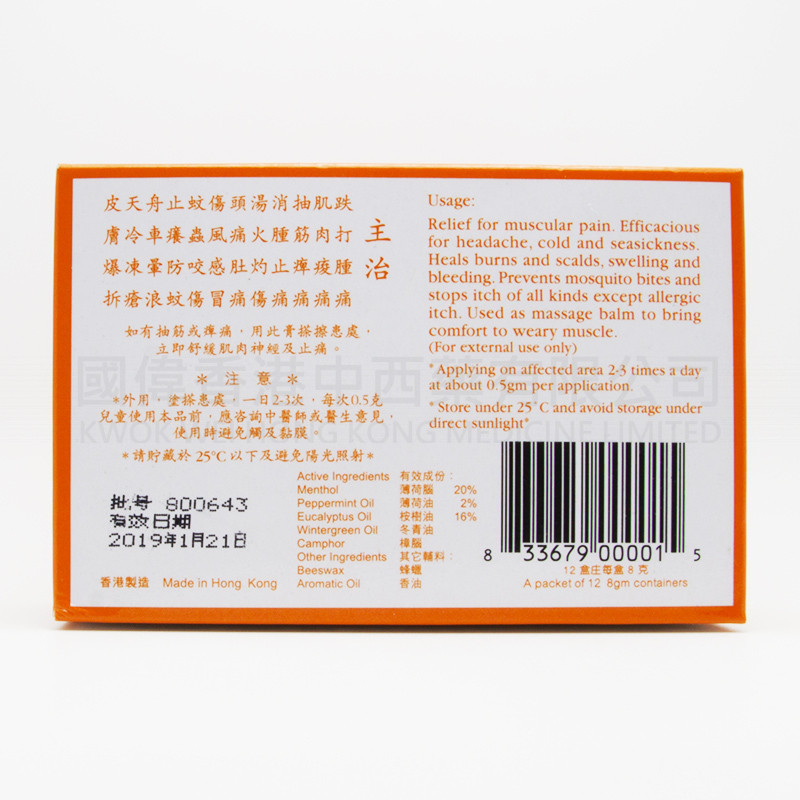 主治
跌打腫痛
肌肉痠痛
抽筋痺痛
消腫止痛
湯火灼傷
頭痛肚痛
傷風感冒
蚊蟲咬傷
止癢防蚊
舟車暈浪
天冷凍瘡
皮膚爆拆
如有抽筋或痺痛，用此膏搽擦患處，
立即舒緩肌肉神經及止痛。
＊注意＊
*外用，塗搽患處，一日2-3次，每次0.5克
兒童使用本品前，應咨詢中醫師或醫生意見，
使用時避免觸及黏膜。
*請貯藏於 25°C 以下及避免陽光照射*
Usage:
Relief for muscular pain. Efficacious
for headache, cold and seasickness.
Heals burns and scalds, swelling and
bleeding. Prevents mosquito bites and
stops itch of all kinds except allergic
itch. Used as massage balm to bring
comfort to weary muscle.
(For external use only)
*Applying on affected area 2-3 times a day
at about 0.5gm per application.
*Store under 25°C and avoid storage under
direct sunlight*
國偉香港中西藥有限公司
HONG KONG MEDICINE LIMITED
批号 800643
有效日期
2019年1月21日
香港製造 Made in Hong Kong
Active Ingredients 有效成份：
Menthol 薄荷腦 20%
Peppermint Oil 薄荷油 2%
Eucalyptus Oil 桉樹油 16%
Wintergreen Oil 冬青油
Camphor 樟腦
Other Ingredients 其它輔料：
Beeswax 蜂蠟
Aromatic Oil 香油
8 33679 00001 5
12 盒庄每盒 8 克
A packet of 12 8gm containers